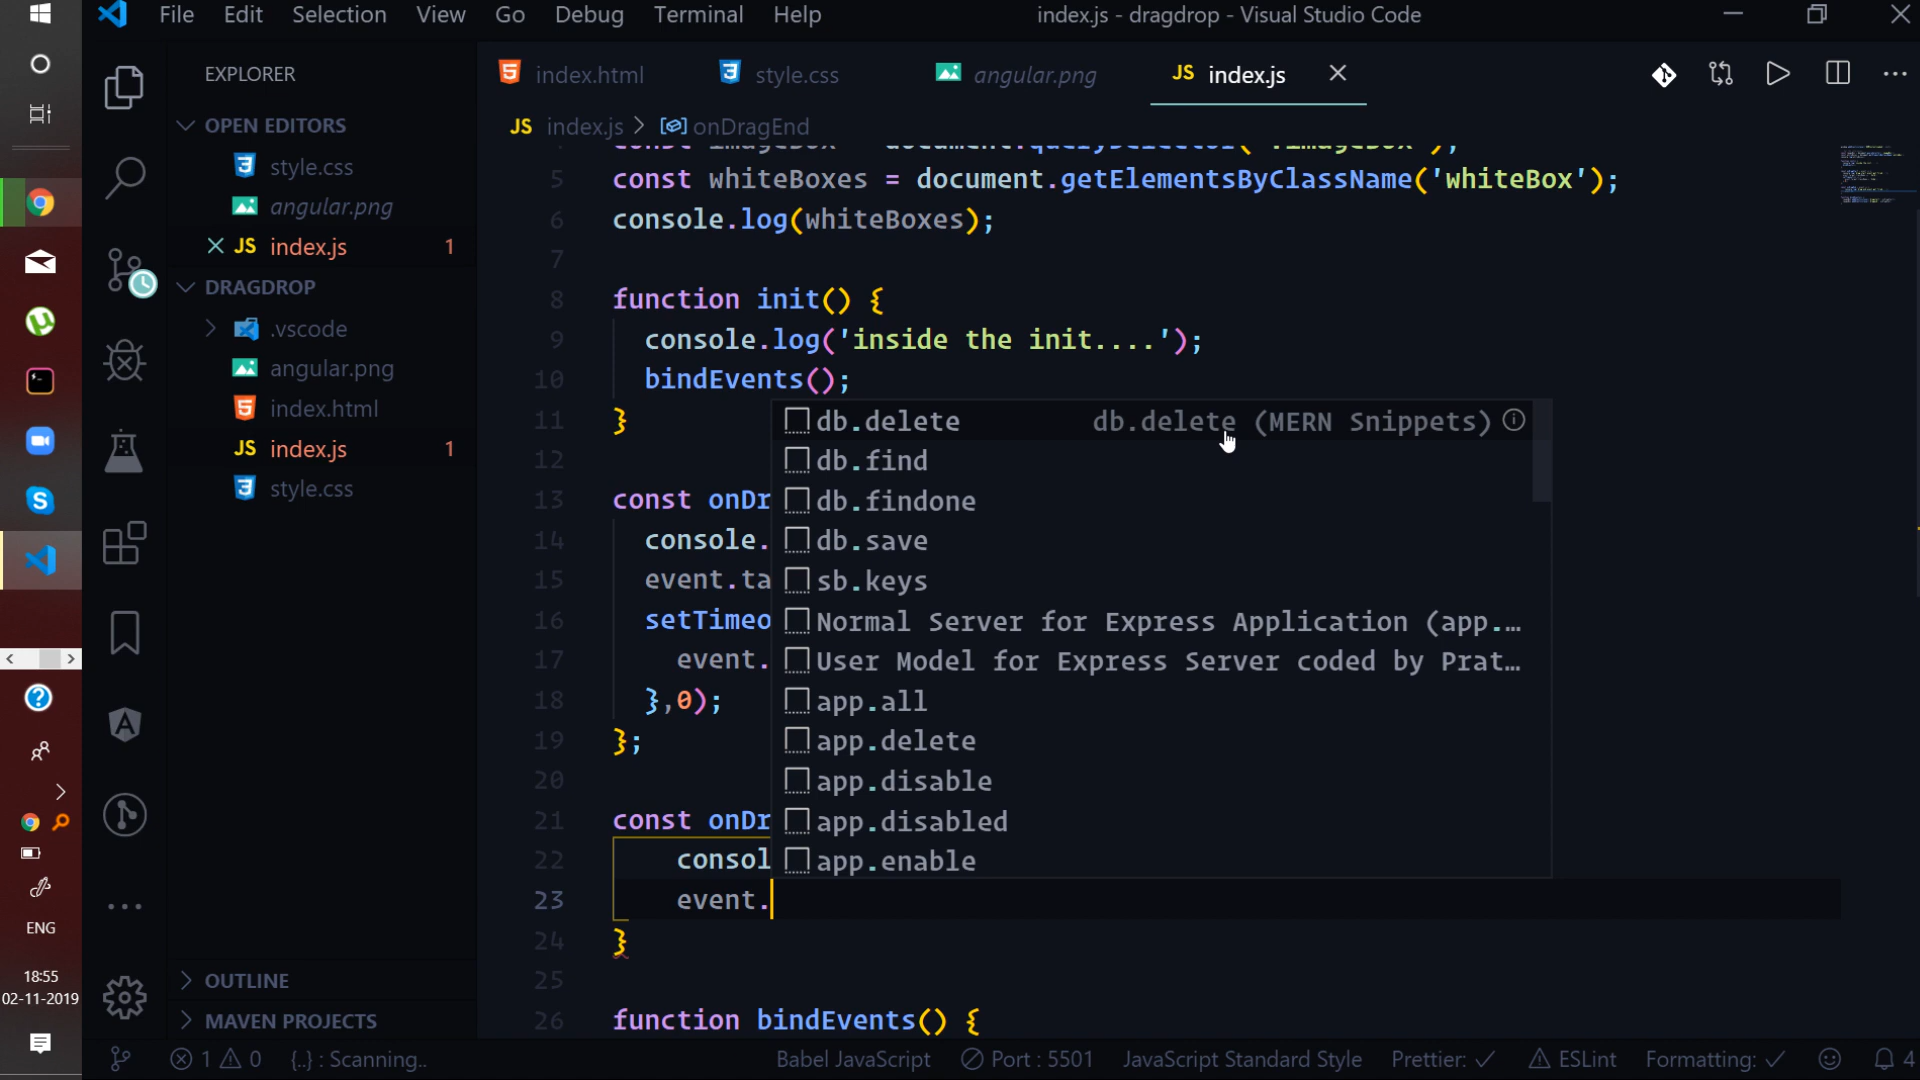 File Edit Selection View Go Debug Terminal Help index.js - dragdrop - Visual Studio Code
EXPLORER
index.html
style.css
angular.png
JS index.js
JS index.js > onDragEnd
OPEN EDITORS
style.css
angular.png
JS index.js 1
DRAGDROP
.vscode
angular.png
index.html
JS index.js 1
style.css
OUTLINE
MAVEN PROJECTS
5 const whiteBoxes = document.getElementsByClassName('whiteBox');
6 console.log(whiteBoxes);
7
8 function init() {
9 console.log('inside the init....');
10 bindEvents();
11 }
12
13 const onDr
14 console.
15 event.ta
16 setTimeo
17 event.
18 },0);
19 };
20
21 const onDr
22 consol
23 event.
24 }
25
26 function bindEvents() {
db.delete db.delete (MERN Snippets)
db.find
db.findone
db.save
sb.keys
Normal Server for Express Application (app....
User Model for Express Server coded by Prat...
app.all
app.delete
app.disable
app.disabled
app.enable
ENG
18:55
02-11-2019
1 0 {..} : Scanning.. Babel JavaScript Port : 5501 JavaScript Standard Style Prettier: ✓ ESLint Formatting: ✓ 4